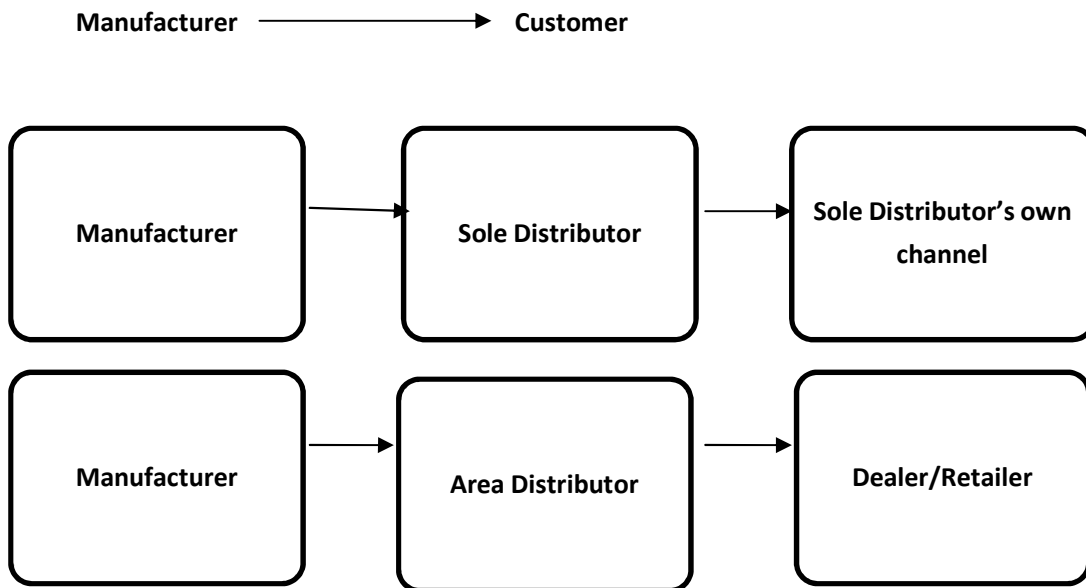 Manufacturer Customer
Manufacturer Sole Distributor Sole Distributor’s own
channel
Manufacturer Area Distributor Dealer/Retailer